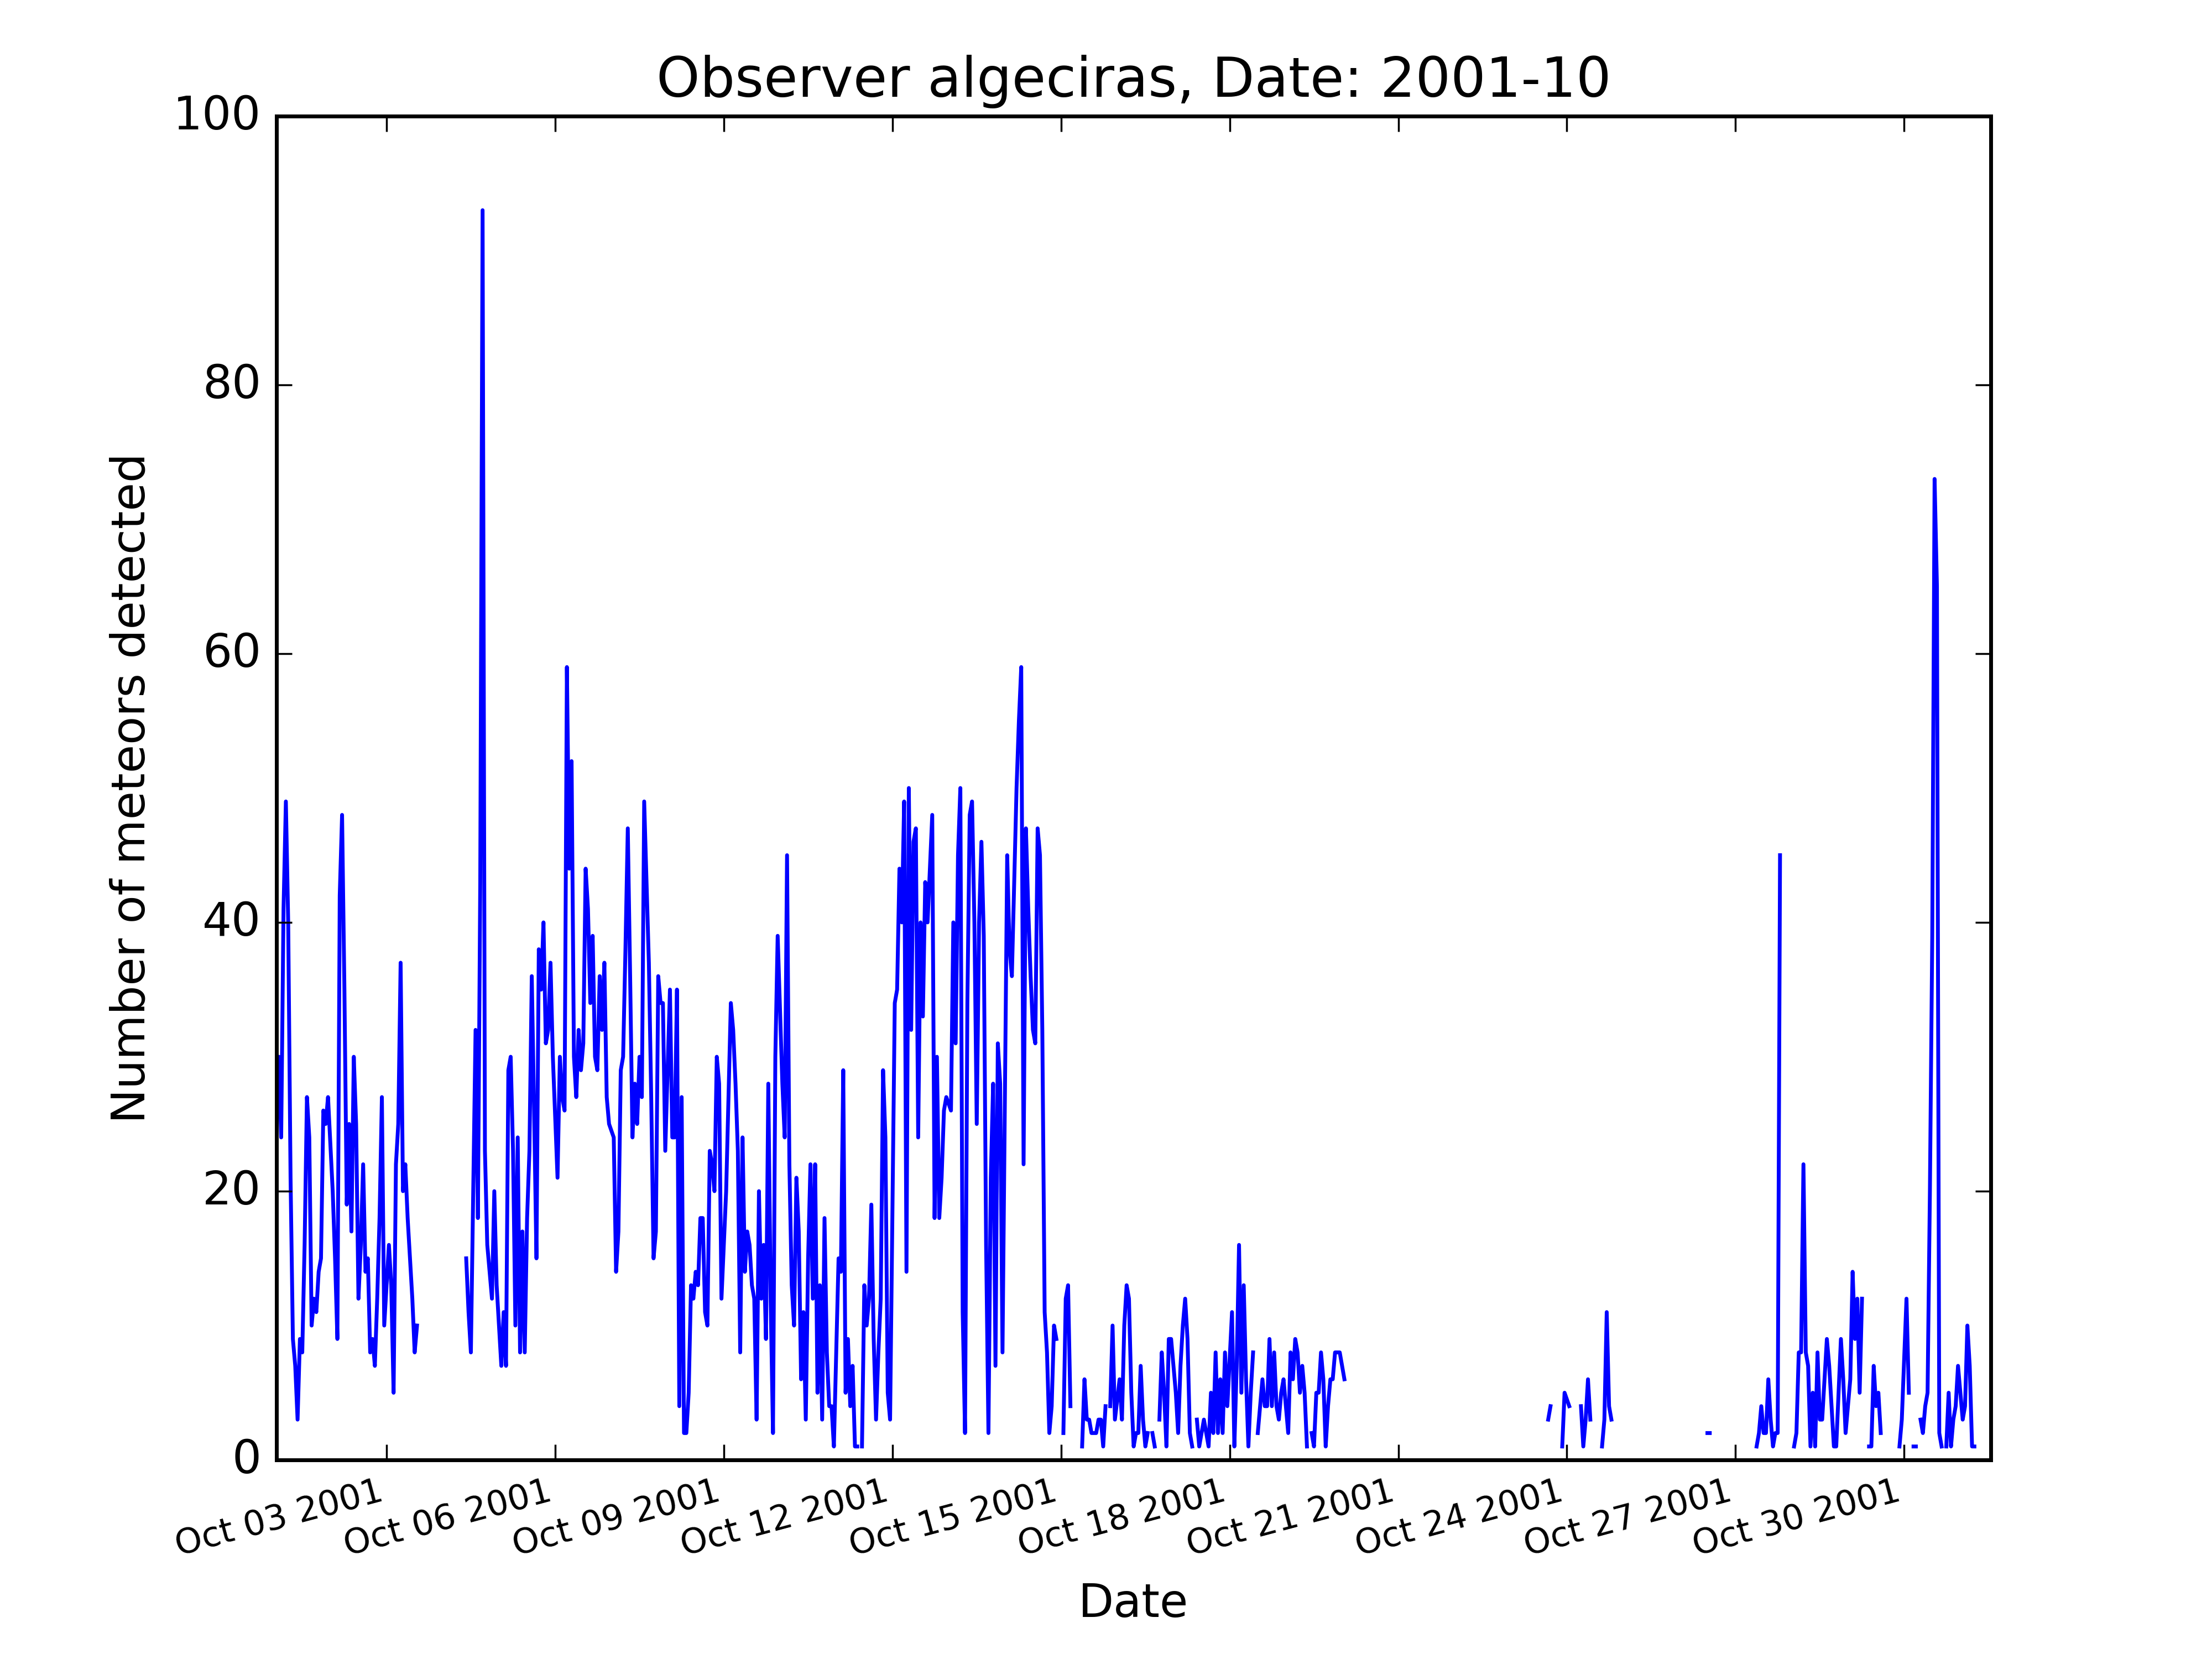 Observer algeciras, Date: 2001-10
100
80
60
40
20
0
Number of meteors detected
Oct 03 2001
Oct 06 2001
Oct 09 2001
Oct 12 2001
Oct 15 2001
Oct 18 2001
Oct 21 2001
Oct 24 2001
Oct 27 2001
Oct 30 2001
Date